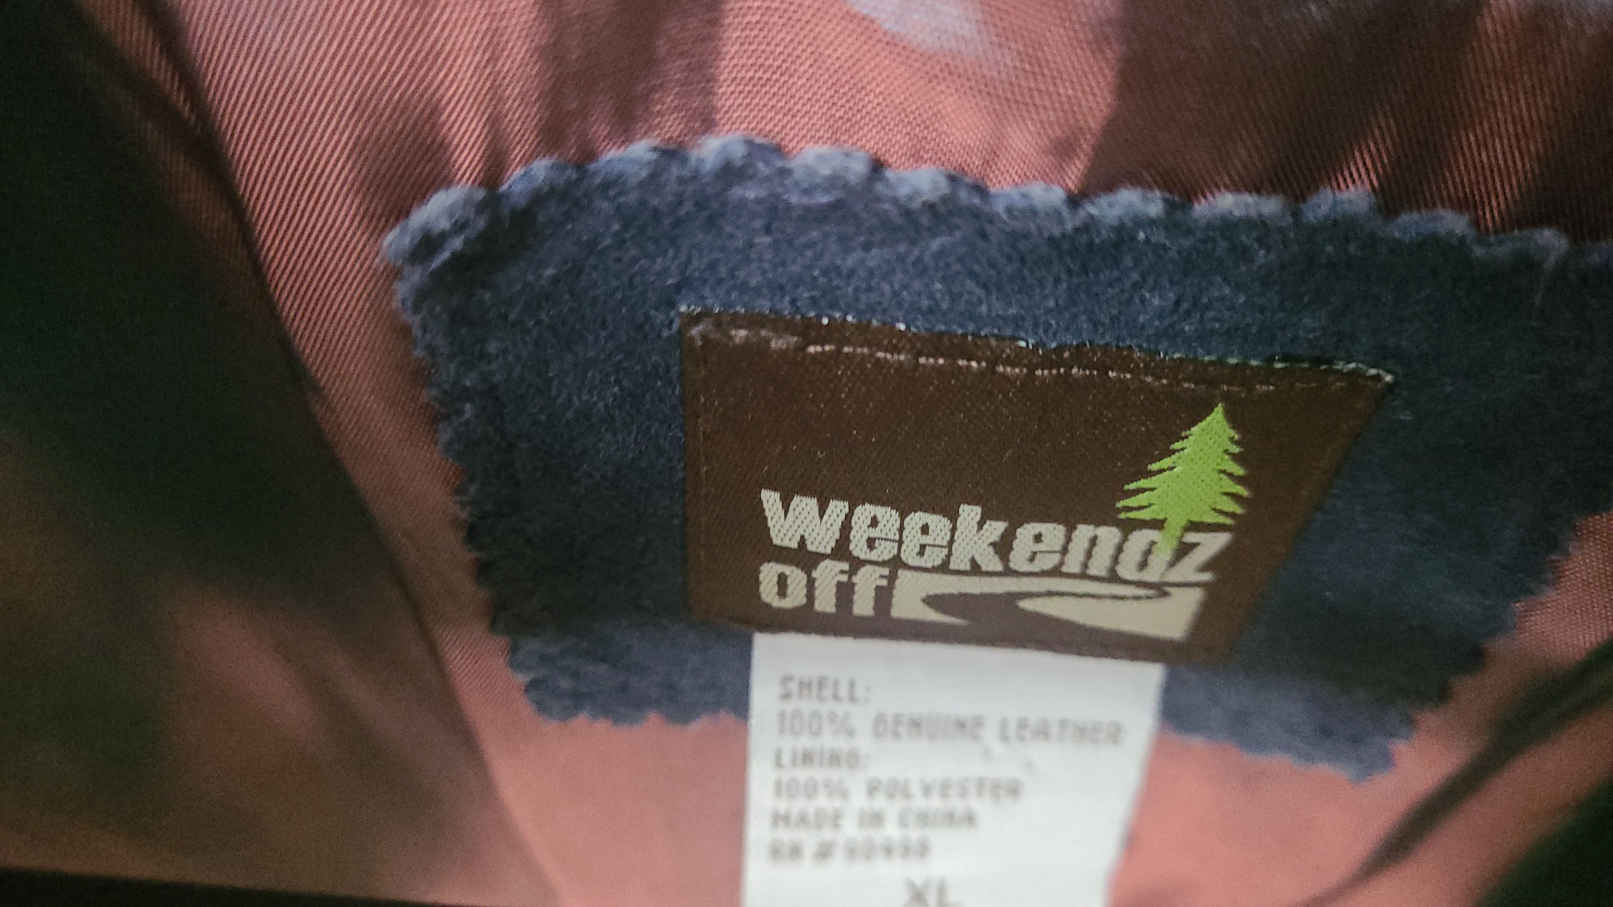 weekendz
off
SHELL:
100% GENUINE LEATHER
LINING:
100% POLYESTER
MADE IN CHINA
XL